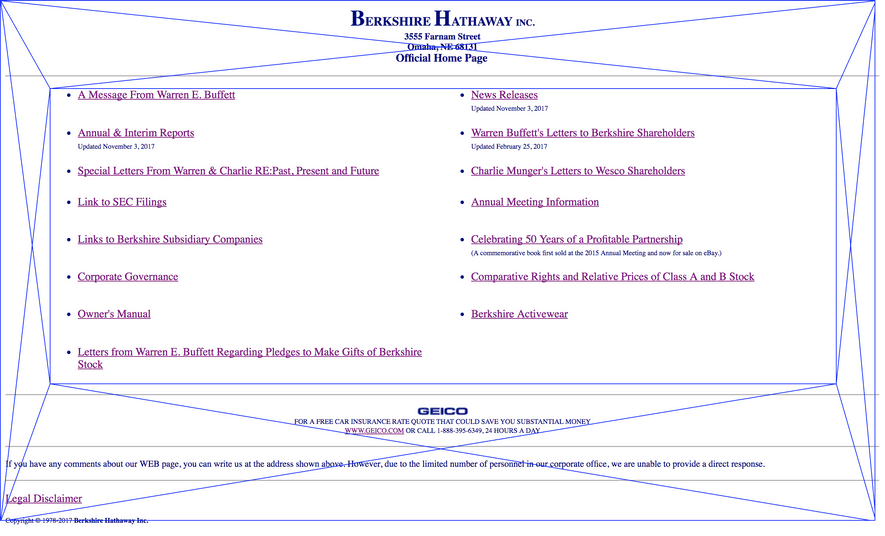 BERKSHIRE HATHAWAY INC.
3555 Farnam Street
Omaha, NE 68131
Official Home Page
A Message From Warren E. Buffett
News Releases
Updated November 3, 2017
Annual & Interim Reports
Updated November 3, 2017
Warren Buffett's Letters to Berkshire Shareholders
Updated February 25, 2017
Special Letters From Warren & Charlie RE:Past, Present and Future
Charlie Munger's Letters to Wesco Shareholders
Link to SEC Filings
Annual Meeting Information
Links to Berkshire Subsidiary Companies
Celebrating 50 Years of a Profitable Partnership
(A commemorative book first sold at the 2015 Annual Meeting and now for sale on eBay.)
Corporate Governance
Comparative Rights and Relative Prices of Class A and B Stock
Owner's Manual
Berkshire Activewear
Letters from Warren E. Buffett Regarding Pledges to Make Gifts of Berkshire
Stock
GEICO
FOR A FREE CAR INSURANCE RATE QUOTE THAT COULD SAVE YOU SUBSTANTIAL MONEY
WWW.GEICO.COM OR CALL 1-888-395-6349, 24 HOURS A DAY
If you have any comments about our WEB page, you can write us at the address shown above. However, due to the limited number of personnel in our corporate office, we are unable to provide a direct response.
Legal Disclaimer
Copyright © 1978-2017 Berkshire Hathaway Inc.